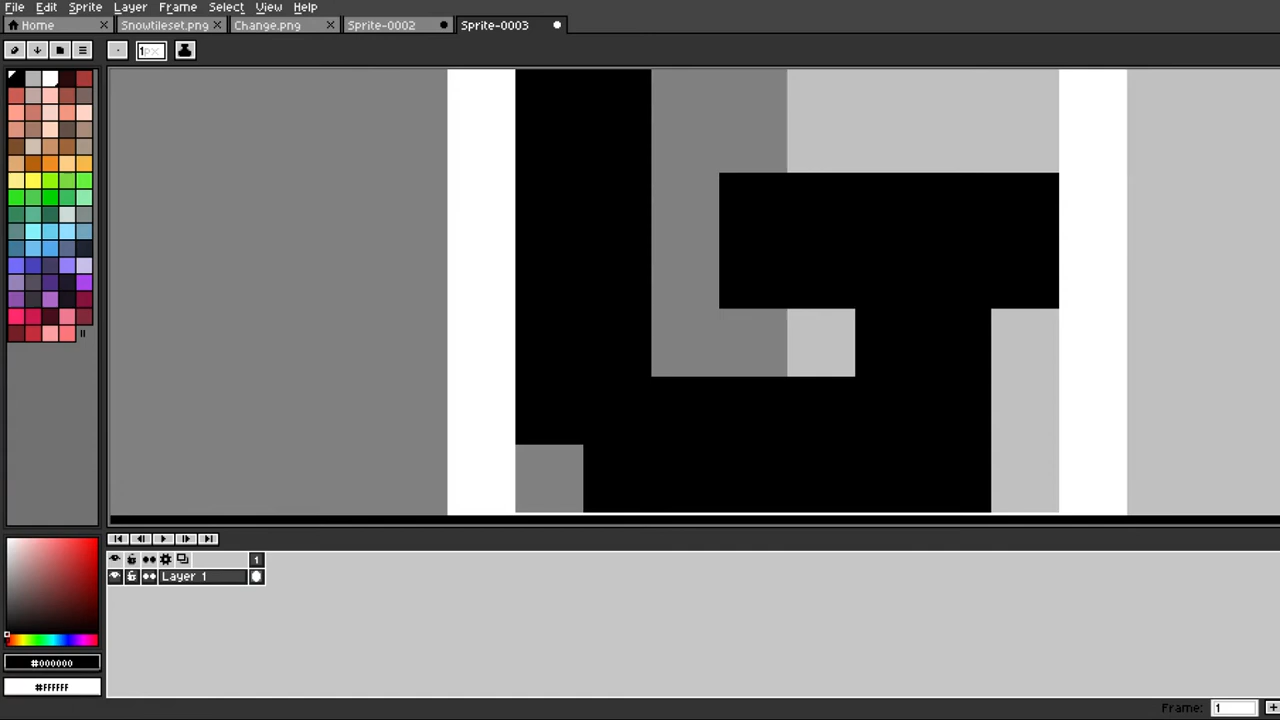 File Edit Sprite Layer Frame Select View Help
Home Snowtileset.png Change.png Sprite-0002 Sprite-0003
1px
1
Layer 1
#000000
#FFFFFF
Frame: 1